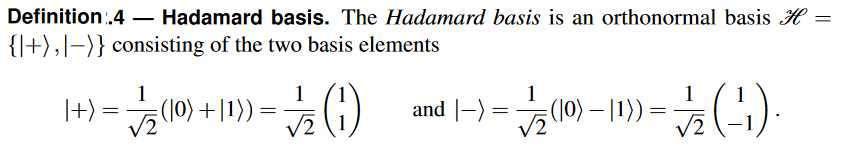 Definition :.4 — Hadamard basis. The Hadamard basis is an orthonormal basis ℋ =
{|+⟩, |−⟩} consisting of the two basis elements
|+⟩ = 1/√2 (|0⟩ + |1⟩) = 1/√2 (1 1) and |−⟩ = 1/√2 (|0⟩ − |1⟩) = 1/√2 (1 −1).